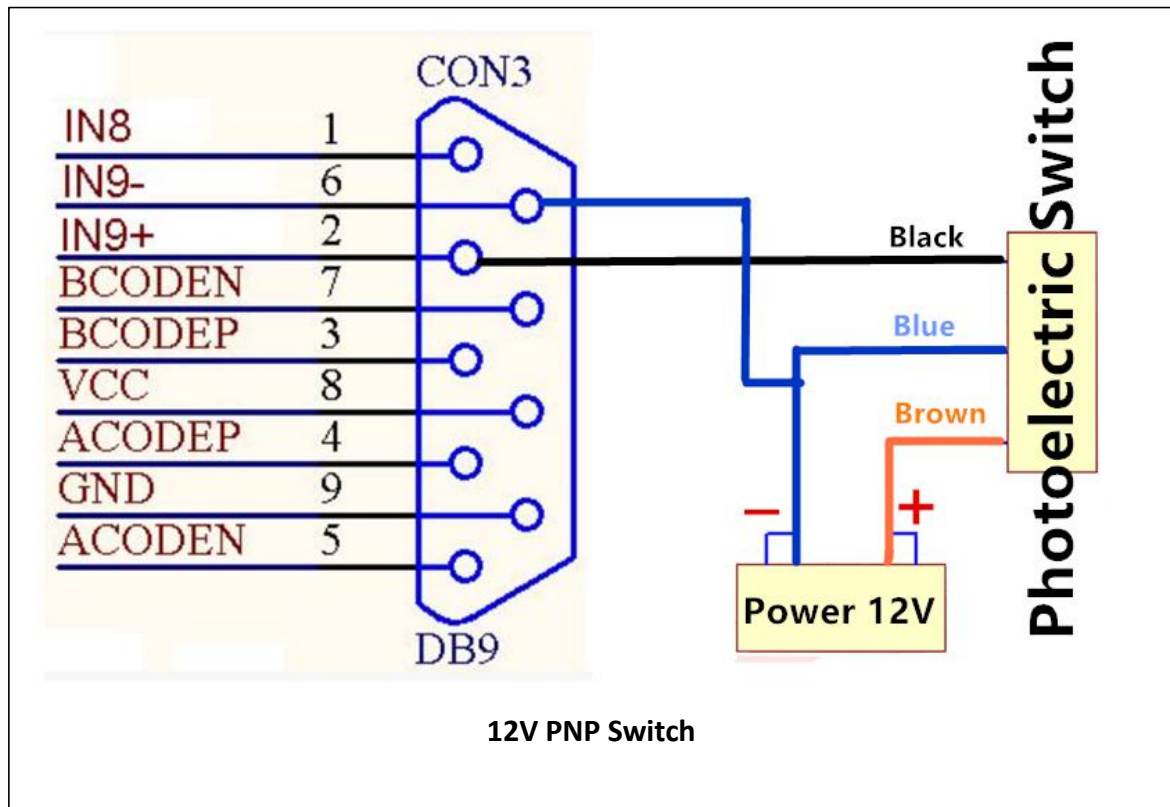 CON3
IN8 1
IN9- 6
IN9+ 2
BCODEN 7
BCODEP 3
VCC 8
ACODEP 4
GND 9
ACODEN 5
DB9
Black
Blue
Brown
− +
Power 12V
Photoelectric Switch
12V PNP Switch